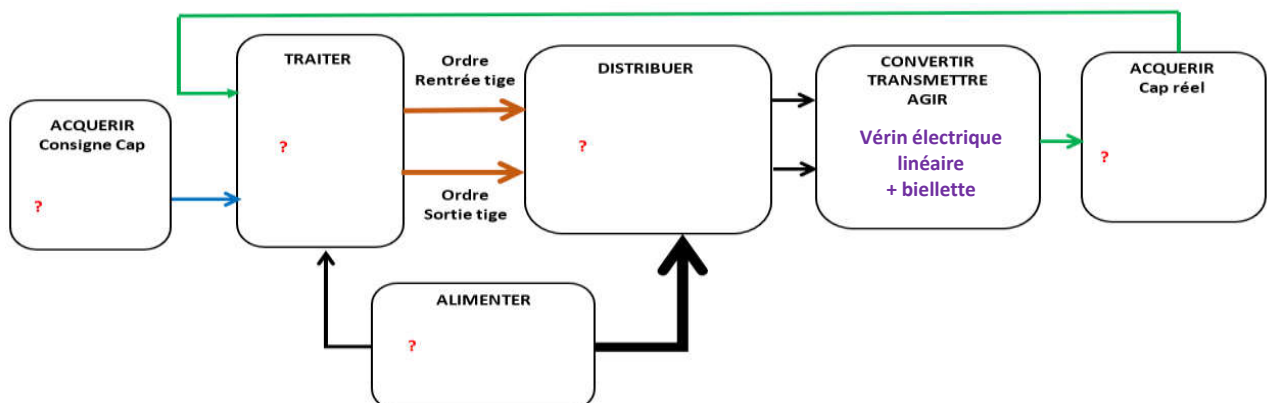 ACQUERIR
Consigne Cap
?
TRAITER
?
Ordre
Rentrée tige
Ordre
Sortie tige
DISTRIBUER
?
CONVERTIR
TRANSMETTRE
AGIR
Vérin électrique
linéaire
+ biellette
ACQUERIR
Cap réel
?
ALIMENTER
?